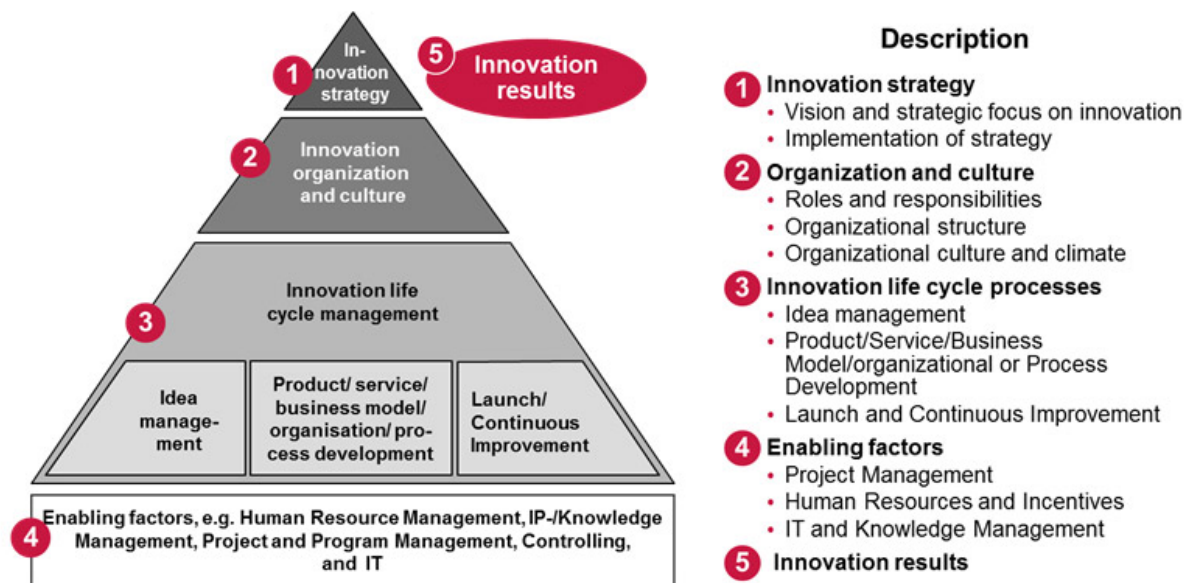 1
In-
novation
strategy
5
Innovation
results
2
Innovation
organization
and culture
3
Innovation life
cycle management
Idea
manage-
ment
Product/ service/
business model/
organisation/ pro-
cess development
Launch/
Continuous
Improvement
4
Enabling factors, e.g. Human Resource Management, IP-/Knowledge
Management, Project and Program Management, Controlling,
and IT
Description
1 Innovation strategy
• Vision and strategic focus on innovation
• Implementation of strategy
2 Organization and culture
• Roles and responsibilities
• Organizational structure
• Organizational culture and climate
3 Innovation life cycle processes
• Idea management
• Product/Service/Business
Model/organizational or Process
Development
• Launch and Continuous Improvement
4 Enabling factors
• Project Management
• Human Resources and Incentives
• IT and Knowledge Management
5 Innovation results